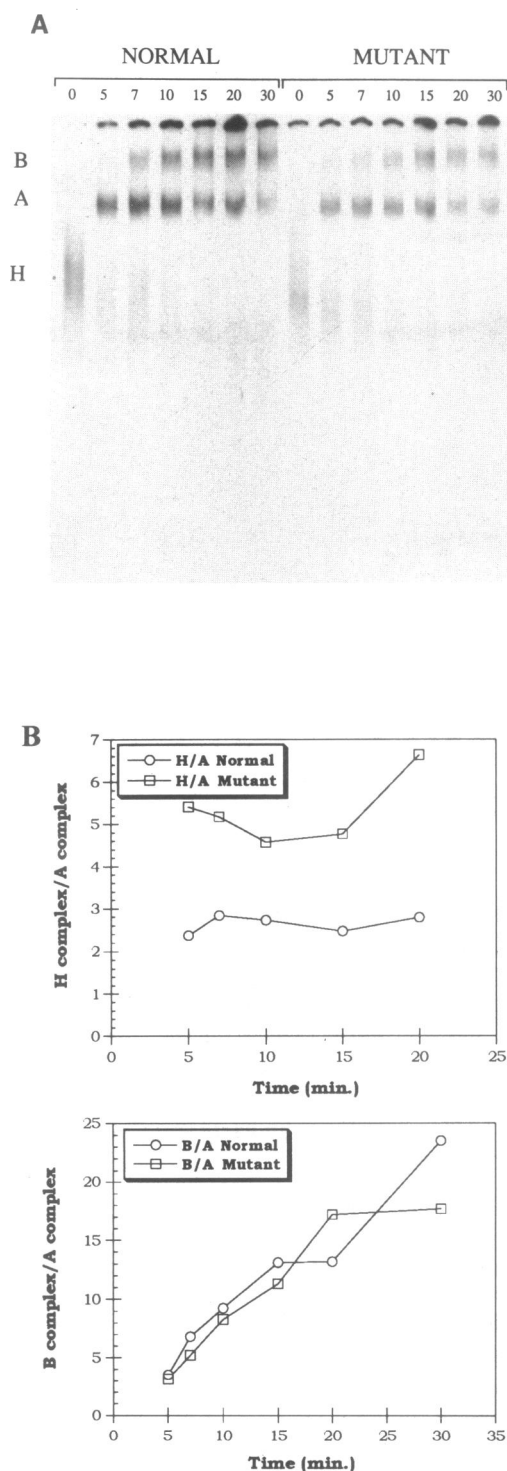 A
NORMAL MUTANT
0 5 7 10 15 20 30 0 5 7 10 15 20 30
B
A
H
B
7
6
5
4
3
2
1
0
H complex/A complex
H/A Normal
H/A Mutant
0 5 10 15 20 25
Time (min.)
25
20
15
10
5
0
B complex/A complex
B/A Normal
B/A Mutant
0 5 10 15 20 25 30 35
Time (min.)